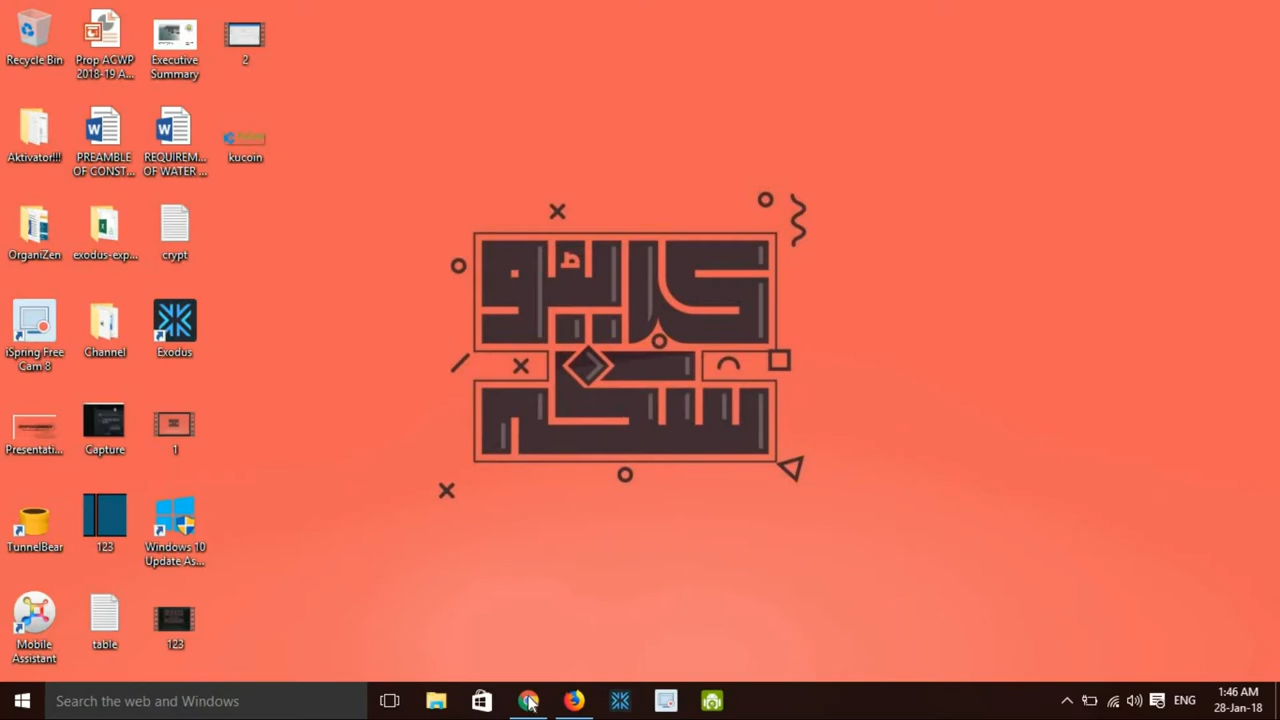 Recycle Bin
Prop AGWP
2018-19 A...
Executive
Summary
2
Aktivator!!!
PREAMBLE
OF CONST...
REQUIREM...
OF WATER ...
kucoin
OrganiZen
exodus-exp...
crypt
iSpring Free
Cam 8
Channel
Exodus
Presentati...
Capture
1
TunnelBear
123
Windows 10
Update As...
Mobile
Assistant
table
123
Search the web and Windows
ENG
1:46 AM
28-Jan-18